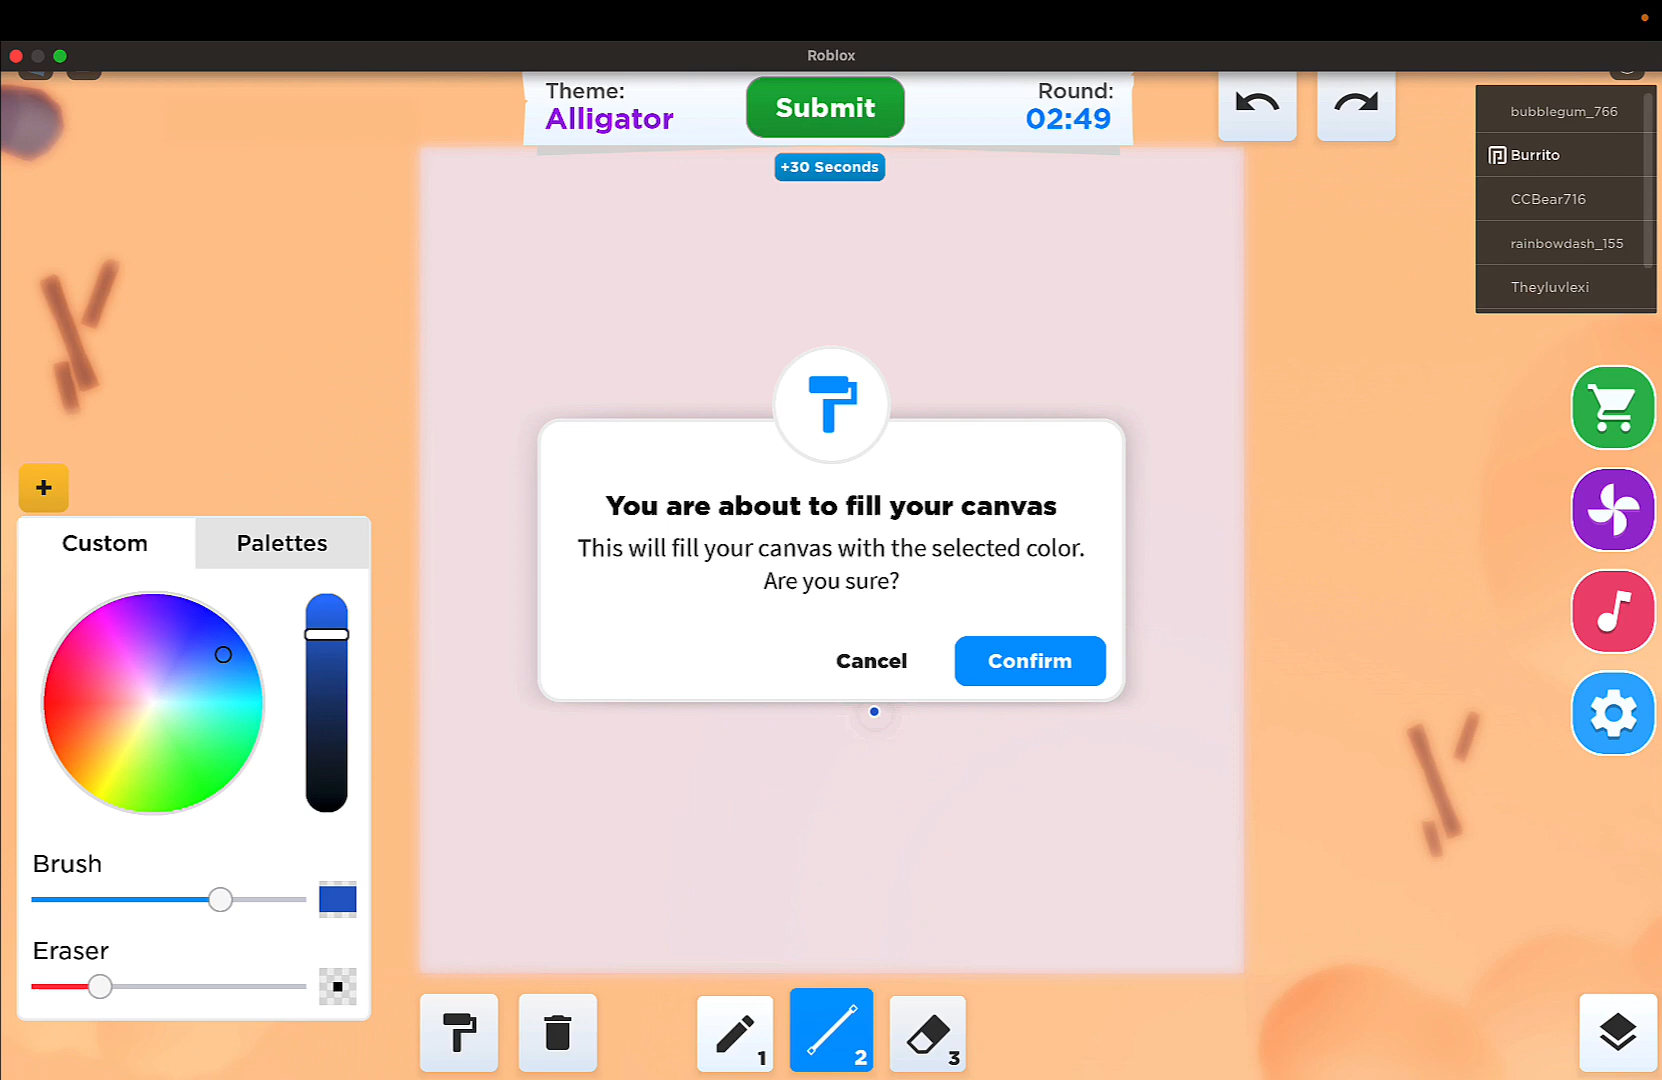 Roblox
Theme:
Alligator
Submit
Round:
02:49
+30 Seconds
bubblegum_766
Burrito
CCBear716
rainbowdash_155
Theyluvlexi
You are about to fill your canvas
This will fill your canvas with the selected color.
Are you sure?
Cancel
Confirm
+
Custom
Palettes
Brush
Eraser
1
2
3